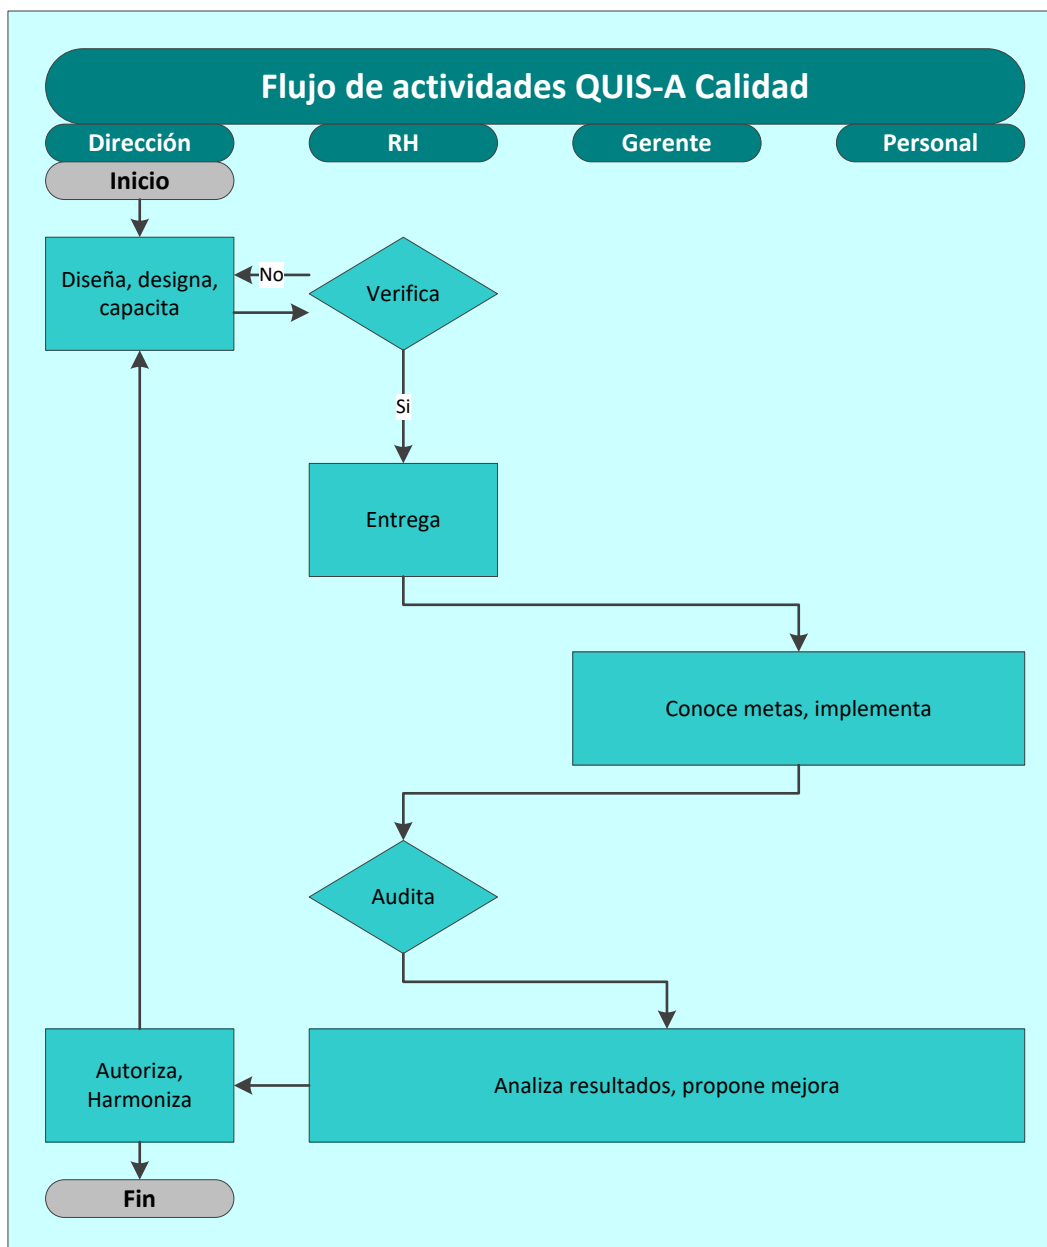 Flujo de actividades QUIS-A Calidad
Dirección
RH
Gerente
Personal
Inicio
Diseña, designa,
capacita
No
Verifica
Si
Entrega
Conoce metas, implementa
Audita
Autoriza,
Harmoniza
Analiza resultados, propone mejora
Fin